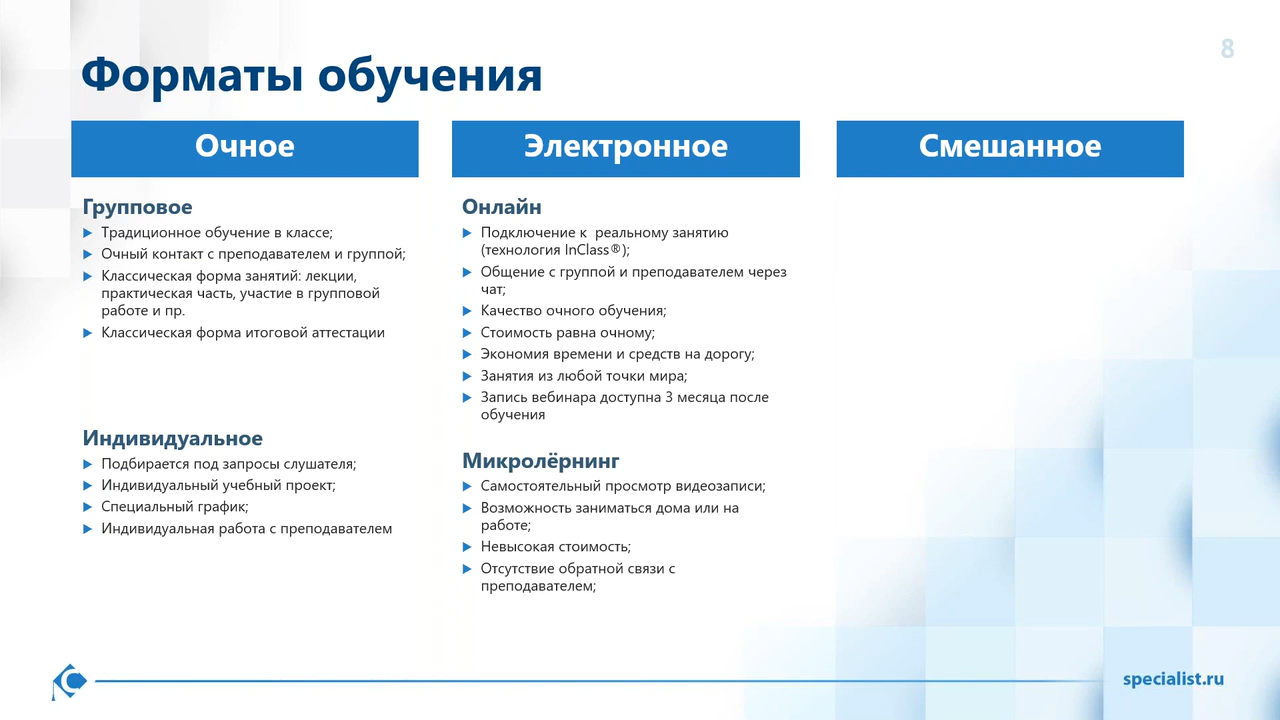 8
Форматы обучения
Очное
Электронное
Смешанное
Групповое
Традиционное обучение в классе;
Очный контакт с преподавателем и группой;
Классическая форма занятий: лекции,
практическая часть, участие в групповой
работе и пр.
Классическая форма итоговой аттестации
Индивидуальное
Подбирается под запросы слушателя;
Индивидуальный учебный проект;
Специальный график;
Индивидуальная работа с преподавателем
Онлайн
Подключение к  реальному занятию
(технология InClass®);
Общение с группой и преподавателем через
чат;
Качество очного обучения;
Стоимость равна очному;
Экономия времени и средств на дорогу;
Занятия из любой точки мира;
Запись вебинара доступна 3 месяца после
обучения
Микролёрнинг
Самостоятельный просмотр видеозаписи;
Возможность заниматься дома или на
работе;
Невысокая стоимость;
Отсутствие обратной связи с
преподавателем;
specialist.ru